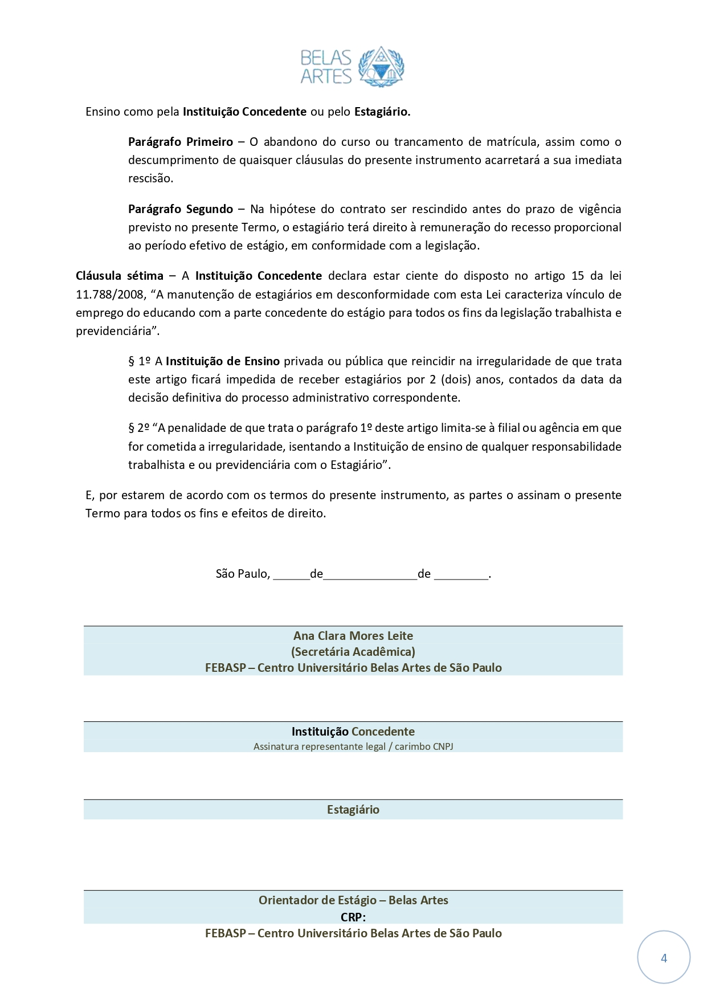 BELAS
ARTES
Ensino como pela Instituição Concedente ou pelo Estagiário.
Parágrafo Primeiro – O abandono do curso ou trancamento de matrícula, assim como o
descumprimento de quaisquer cláusulas do presente instrumento acarretará a sua imediata
rescisão.
Parágrafo Segundo – Na hipótese do contrato ser rescindido antes do prazo de vigência
previsto no presente Termo, o estagiário terá direito à remuneração do recesso proporcional
ao período efetivo de estágio, em conformidade com a legislação.
Cláusula sétima – A Instituição Concedente declara estar ciente do disposto no artigo 15 da lei
11.788/2008, “A manutenção de estagiários em desconformidade com esta Lei caracteriza vínculo de
emprego do educando com a parte concedente do estágio para todos os fins da legislação trabalhista e
previdenciária”.
§ 1º A Instituição de Ensino privada ou pública que reincidir na irregularidade de que trata
este artigo ficará impedida de receber estagiários por 2 (dois) anos, contados da data da
decisão definitiva do processo administrativo correspondente.
§ 2º “A penalidade de que trata o parágrafo 1º deste artigo limita-se à filial ou agência em que
for cometida a irregularidade, isentando a Instituição de ensino de qualquer responsabilidade
trabalhista e ou previdenciária com o Estagiário”.
E, por estarem de acordo com os termos do presente instrumento, as partes o assinam o presente
Termo para todos os fins e efeitos de direito.
São Paulo, ______de_______________de _________.
Ana Clara Mores Leite
(Secretária Acadêmica)
FEBASP – Centro Universitário Belas Artes de São Paulo
Instituição Concedente
Assinatura representante legal / carimbo CNPJ
Estagiário
Orientador de Estágio – Belas Artes
CRP:
FEBASP – Centro Universitário Belas Artes de São Paulo
4